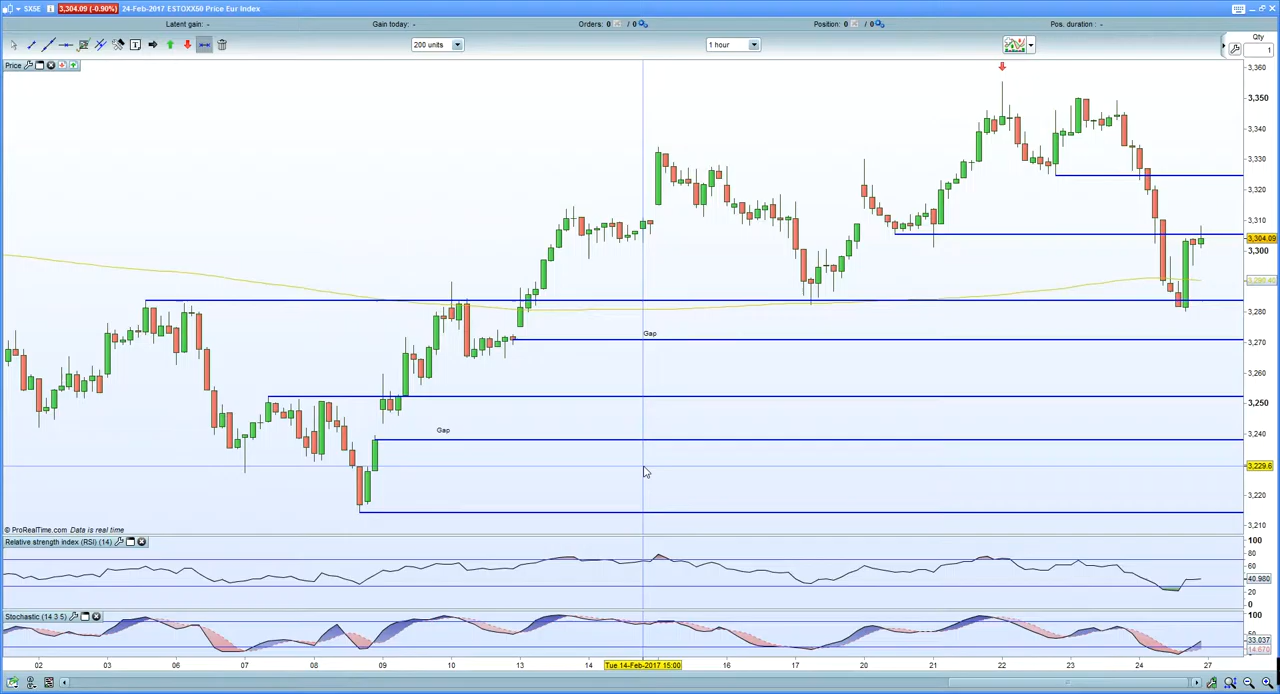 SX5E 3,304.09 (-0.90%) 24-Feb-2017 ESTOXX50 Price Eur Index
Latent gain: - Gain today: - Orders: 0 / 0 Position: 0 / 0 Pos. duration : -
200 units 1 hour Qty
1
Price
3,360
3,350
3,340
3,330
3,320
3,310
3,304.09
3,300
3,280
Gap
3,270
3,260
3,250
Gap
3,240
3,229.6
3,220
3,210
© ProRealTime.com Data is real time
Relative strength index (RSI) (14)
100
80
60
40.980
20
0
Stochastic (14 3 5)
100
33.037
14.670
02 03 06 07 08 09 10 13 14 Tue 14-Feb-2017 15:00 16 17 20 21 22 23 24 27